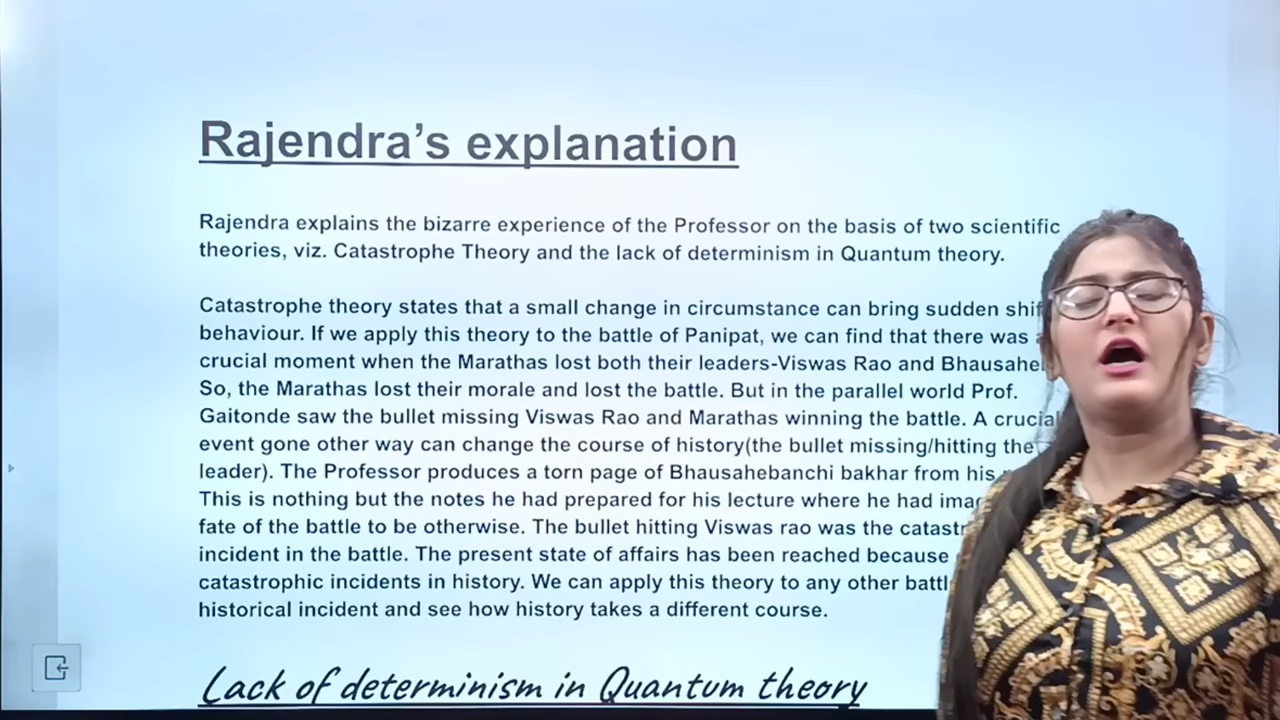 Rajendra's explanation
Rajendra explains the bizarre experience of the Professor on the basis of two scientific
theories, viz. Catastrophe Theory and the lack of determinism in Quantum theory.
Catastrophe theory states that a small change in circumstance can bring sudden
behaviour. If we apply this theory to the battle of Panipat, we can find that there was
crucial moment when the Marathas lost both their leaders-Viswas Rao and
So, the Marathas lost their morale and lost the battle. But in the parallel world Prof.
Gaitonde saw the bullet missing Viswas Rao and Marathas winning the battle. A crucial
event gone other way can change the course of history(the bullet missing/hitting the
leader). The Professor produces a torn page of Bhausahebanchi bakhar from his
This is nothing but the notes he had prepared for his lecture where he had
fate of the battle to be otherwise. The bullet hitting Viswas rao was the
incident in the battle. The present state of affairs has been reached because
catastrophic incidents in history. We can apply this theory to any other
historical incident and see how history takes a different course.
Lack of determinism in Quantum theory